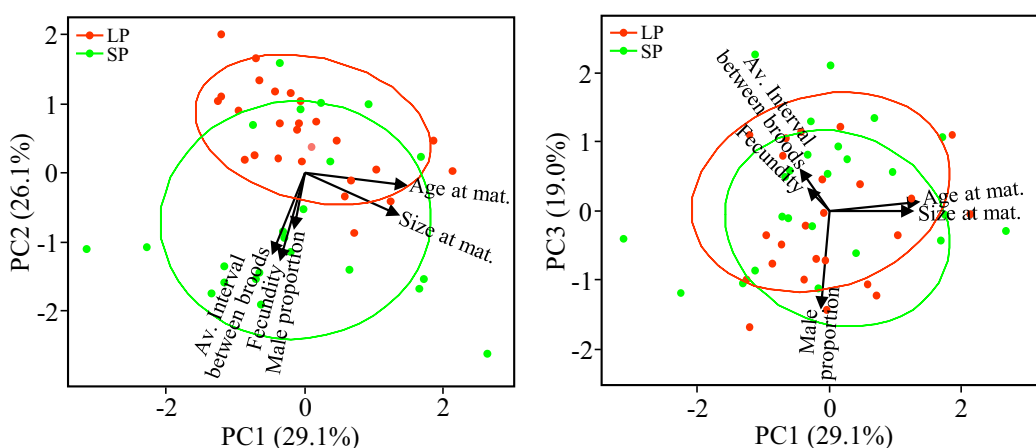 LP
SP
2
1
0
-1
-2
PC2 (26.1%)
Age at mat.
Size at mat.
Av. Interval
between broods
Fecundity
Male proportion
-2
0
2
PC1 (29.1%)
LP
SP
2
1
0
-1
-2
PC3 (19.0%)
Av. Interval
between broods
Fecundity
Age at mat.
Size at mat.
Male
proportion
-2
0
2
PC1 (29.1%)